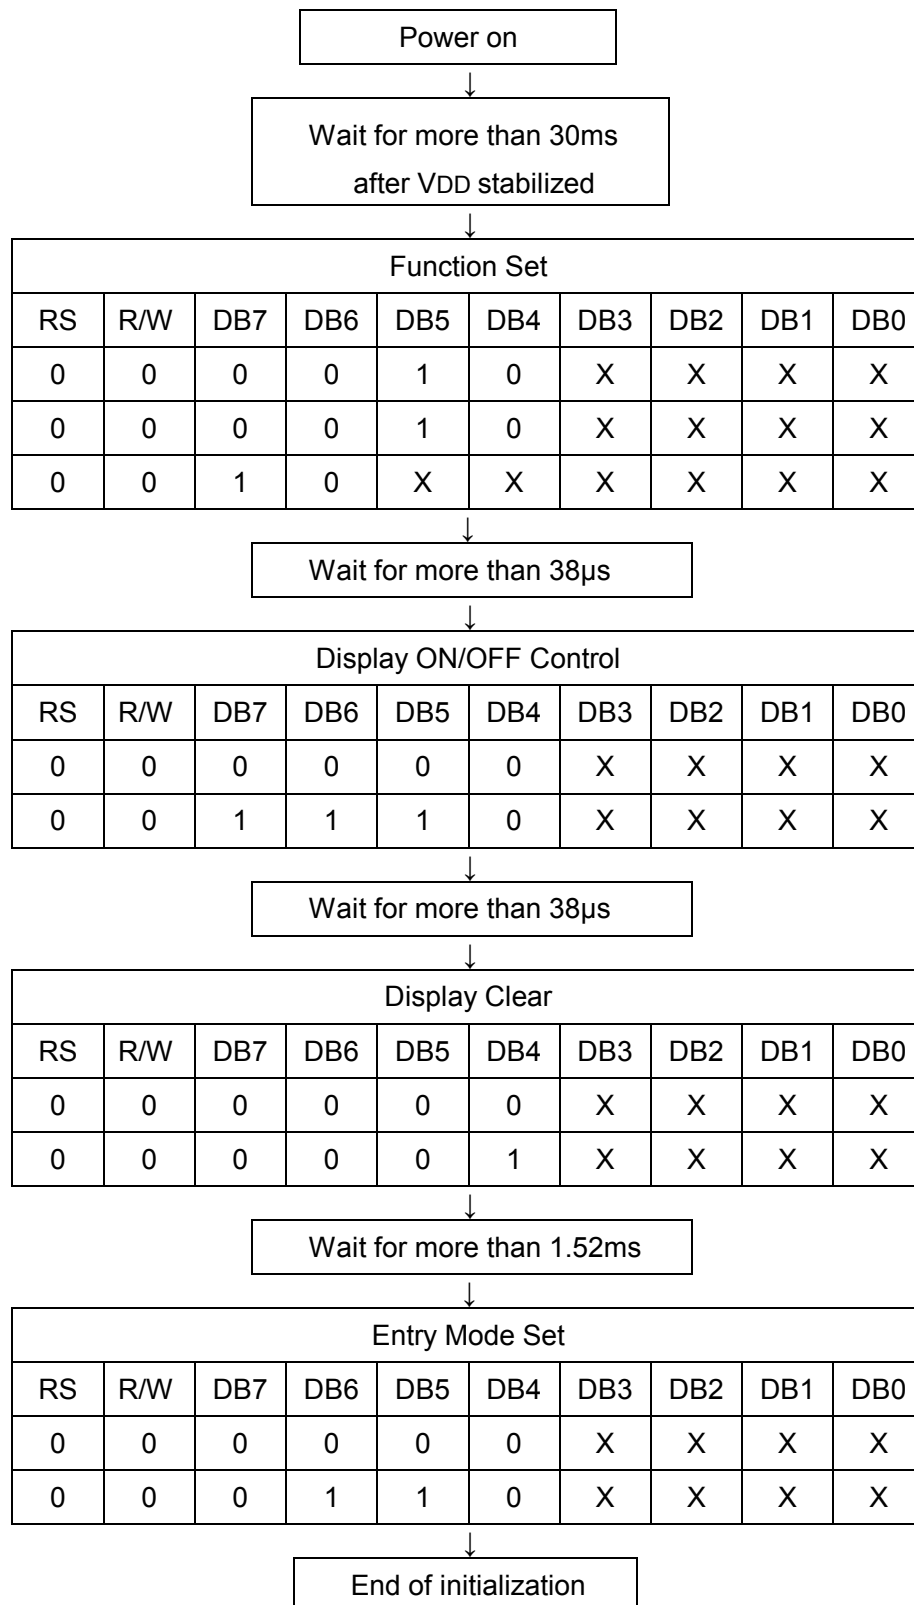 Power on
↓
Wait for more than 30ms
after VDD stabilized
↓
Function Set
RS R/W DB7 DB6 DB5 DB4 DB3 DB2 DB1 DB0
0 0 0 0 1 0 X X X X
0 0 0 0 1 0 X X X X
0 0 1 0 X X X X X X
↓
Wait for more than 38μs
↓
Display ON/OFF Control
RS R/W DB7 DB6 DB5 DB4 DB3 DB2 DB1 DB0
0 0 0 0 0 0 X X X X
0 0 1 1 1 0 X X X X
↓
Wait for more than 38μs
↓
Display Clear
RS R/W DB7 DB6 DB5 DB4 DB3 DB2 DB1 DB0
0 0 0 0 0 0 X X X X
0 0 0 0 0 1 X X X X
↓
Wait for more than 1.52ms
↓
Entry Mode Set
RS R/W DB7 DB6 DB5 DB4 DB3 DB2 DB1 DB0
0 0 0 0 0 0 X X X X
0 0 0 1 1 0 X X X X
↓
End of initialization